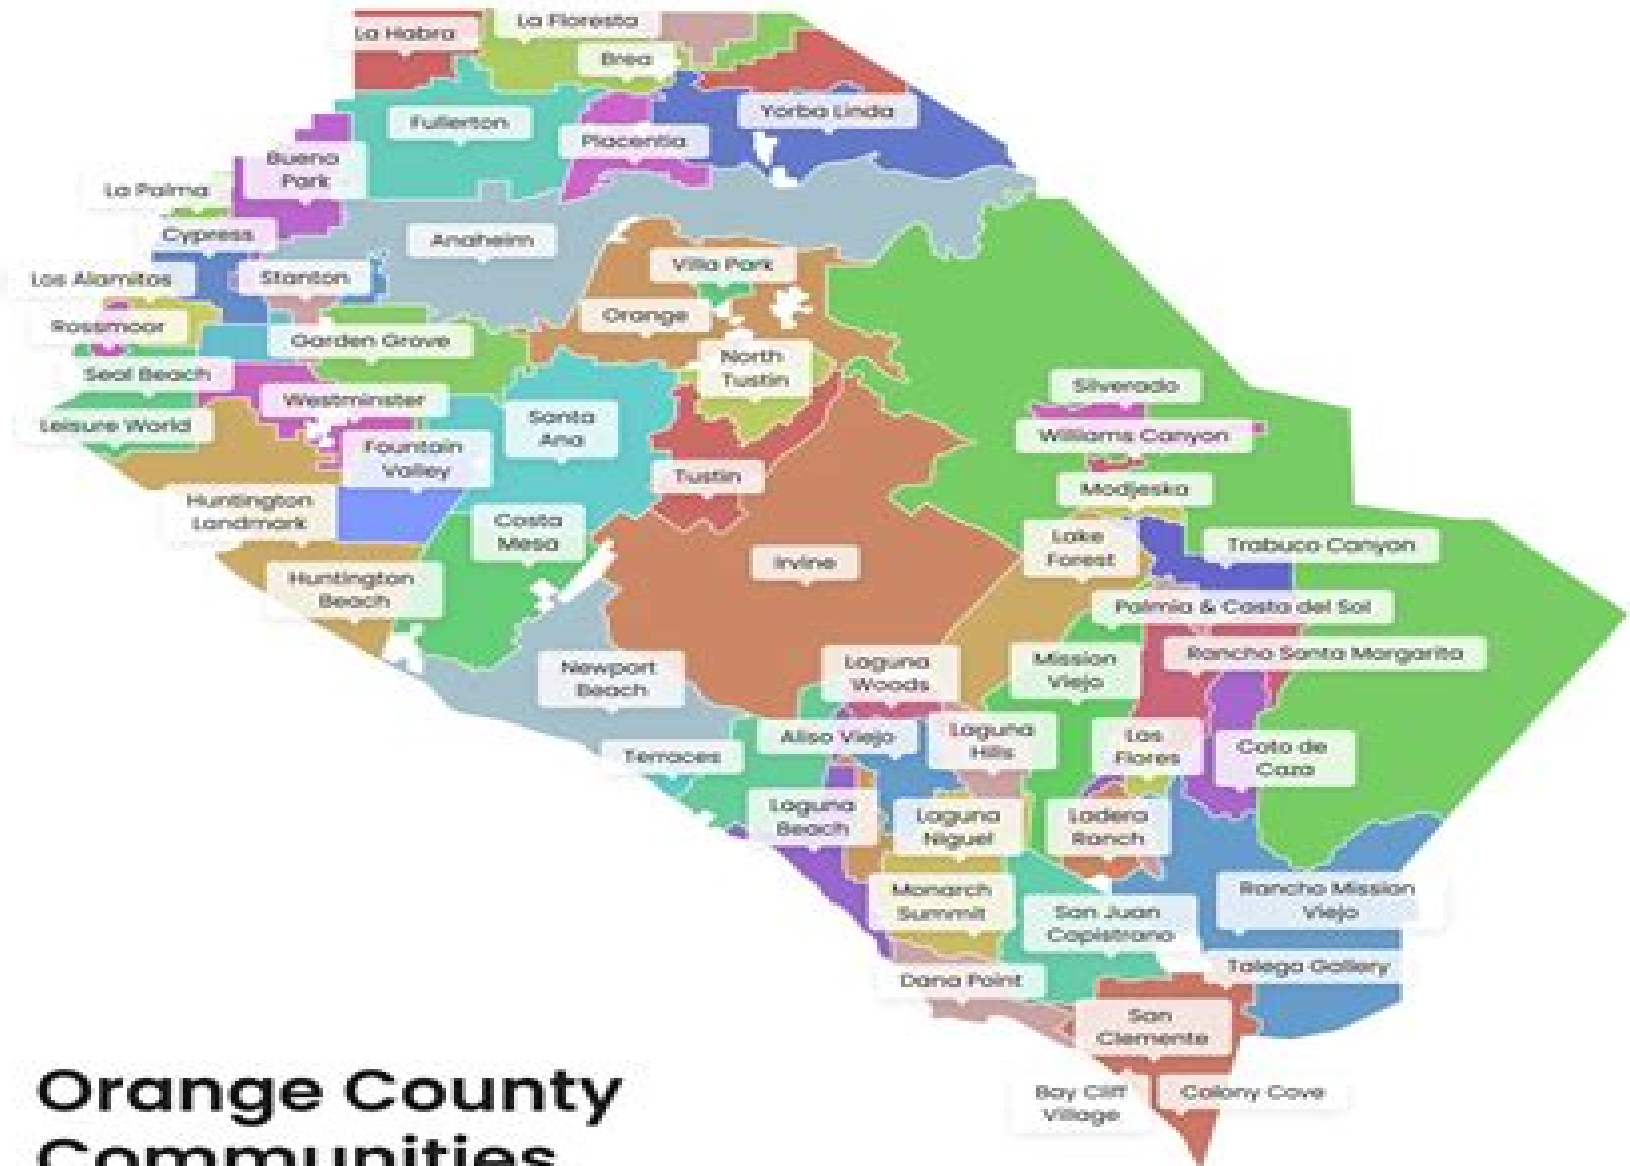 La Habra
La Floresta
Brea
Yorba Linda
Fullerton
Placentia
Buena
Park
La Palma
Cypress
Anaheim
Los Alamitos
Stanton
Villa Park
Rossmoor
Orange
Garden Grove
North
Tustin
Seal Beach
Silverado
Westminster
Leisure World
Santa
Ana
Williams Canyon
Fountain
Valley
Tustin
Modjeska
Huntington
Landmark
Costa
Mesa
Lake
Forest
Trabuco Canyon
Irvine
Huntington
Beach
Palmia & Casta del Sol
Rancho Santa Margarita
Newport
Beach
Laguna
Woods
Mission
Viejo
Aliso Viejo
Laguna
Hills
Las
Flores
Coto de
Caza
Terraces
Laguna
Beach
Laguna
Niguel
Ladera
Ranch
Monarch
Summit
San Juan
Capistrano
Rancho Mission
Viejo
Talega Gallery
Dana Point
San
Clemente
Bay Cliff
Village
Colony Cove
Orange County
Communities